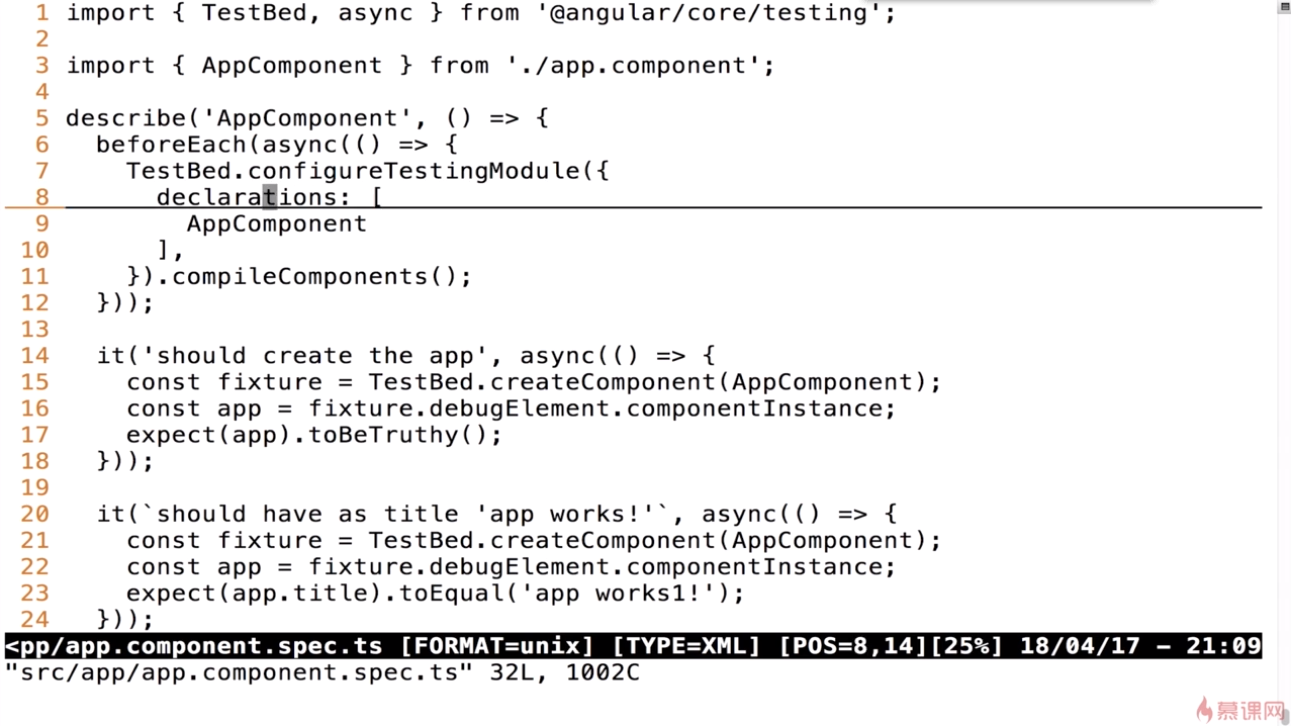 1 import { TestBed, async } from '@angular/core/testing';
2
3 import { AppComponent } from './app.component';
4
5 describe('AppComponent', () => {
6   beforeEach(async(() => {
7     TestBed.configureTestingModule({
8       declarations: [
9         AppComponent
10       ],
11     }).compileComponents();
12   }));
13
14   it('should create the app', async(() => {
15     const fixture = TestBed.createComponent(AppComponent);
16     const app = fixture.debugElement.componentInstance;
17     expect(app).toBeTruthy();
18   }));
19
20   it(`should have as title 'app works!'`, async(() => {
21     const fixture = TestBed.createComponent(AppComponent);
22     const app = fixture.debugElement.componentInstance;
23     expect(app.title).toEqual('app works1!');
24   }));
<pp/app.component.spec.ts [FORMAT=unix] [TYPE=XML] [POS=8,14][25%] 18/04/17 – 21:09
"src/app/app.component.spec.ts" 32L, 1002C
慕课网